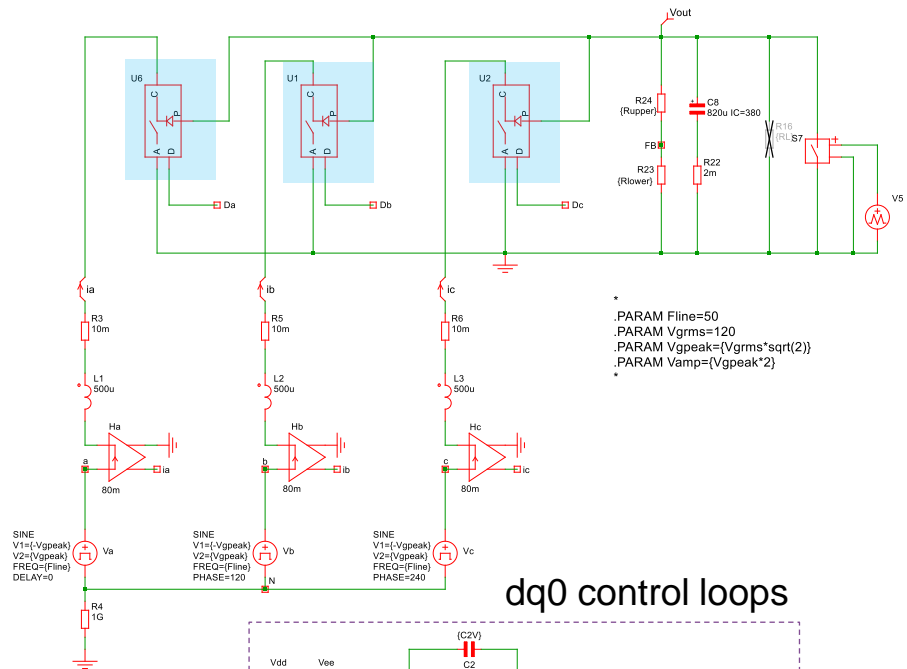 Vout
U6
U1
U2
C
P
A
D
C
P
A
D
C
P
A
D
R24
{Rupper}
C8
820u IC=380
R16
{RL}
S7
FB
R23
{Rlower}
R22
2m
V5
Da
Db
Dc
ia
ib
ic
R3
10m
R5
10m
R6
10m
*
.PARAM Fline=50
.PARAM Vgrms=120
.PARAM Vgpeak={Vgrms*sqrt(2)}
.PARAM Vamp={Vgpeak*2}
*
L1
500u
L2
500u
L3
500u
Ha
Hb
Hc
a
b
c
ia
ib
ic
80m
80m
80m
SINE
V1={-Vgpeak}
V2={Vgpeak}
FREQ={Fline}
DELAY=0
Va
SINE
V1={-Vgpeak}
V2={Vgpeak}
FREQ={Fline}
PHASE=120
Vb
SINE
V1={-Vgpeak}
V2={Vgpeak}
FREQ={Fline}
PHASE=240
Vc
N
R4
1G
dq0 control loops
{C2V}
C2
Vdd
Vee